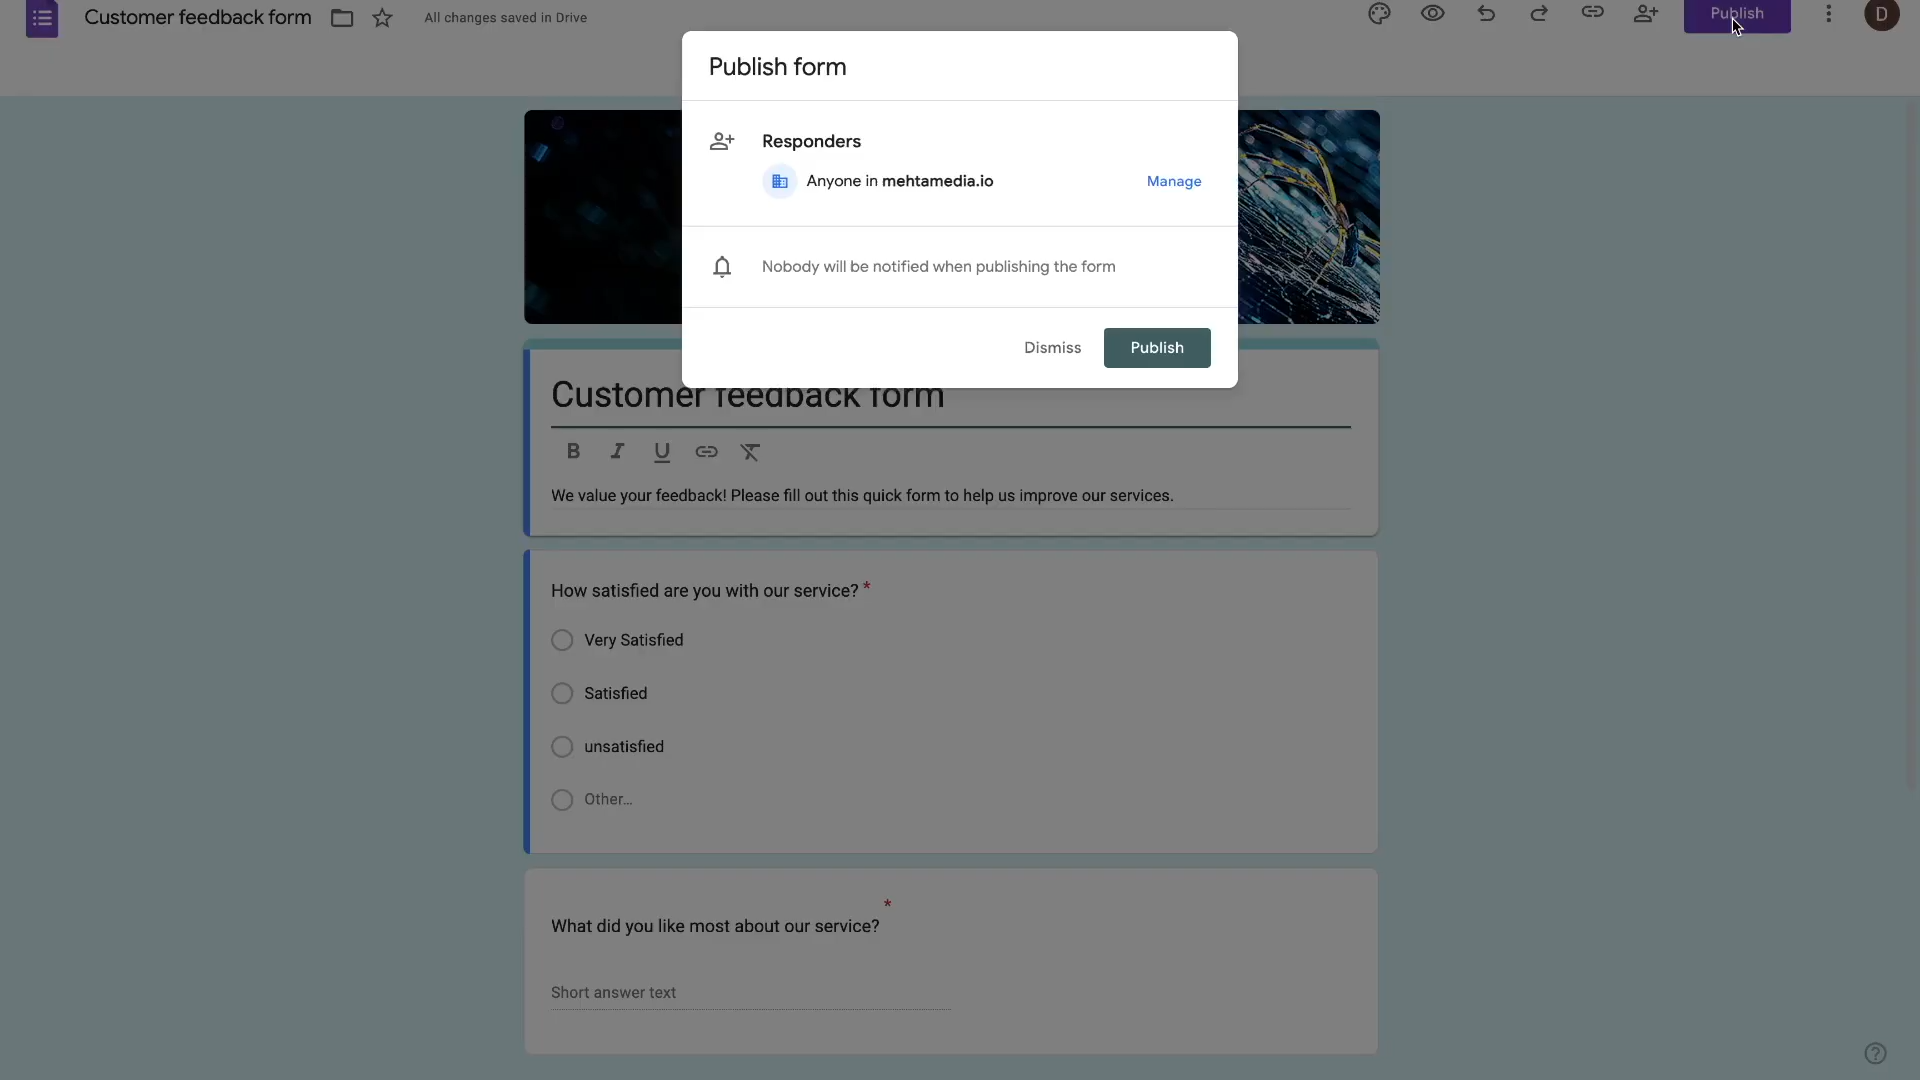 Customer feedback form
All changes saved in Drive
Publish
D
Publish form
Responders
Anyone in mehtamedia.io
Manage
Nobody will be notified when publishing the form
Dismiss
Publish
Customer feedback form
B I U
We value your feedback! Please fill out this quick form to help us improve our services.
How satisfied are you with our service? *
Very Satisfied
Satisfied
unsatisfied
Other...
What did you like most about our service? *
Short answer text